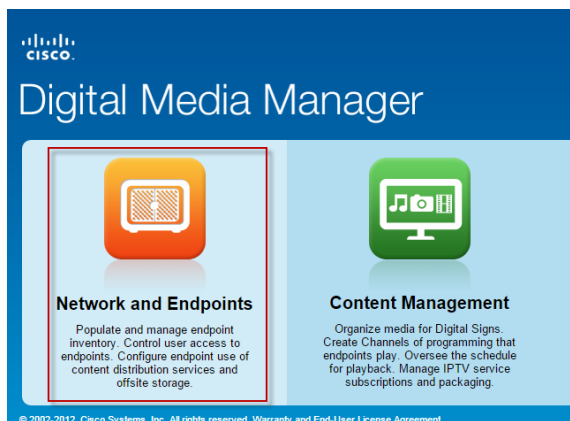 CISCO.
Digital Media Manager
Network and Endpoints
Populate and manage endpoint
inventory. Control user access to
endpoints. Configure endpoint use of
content distribution services and
offsite storage.
Content Management
Organize media for Digital Signs.
Create Channels of programming that
endpoints play. Oversee the schedule
for playback. Manage IPTV service
subscriptions and packaging.
© 2002-2012, Cisco Systems, Inc. All rights reserved. Warranty and End-User License Agreement